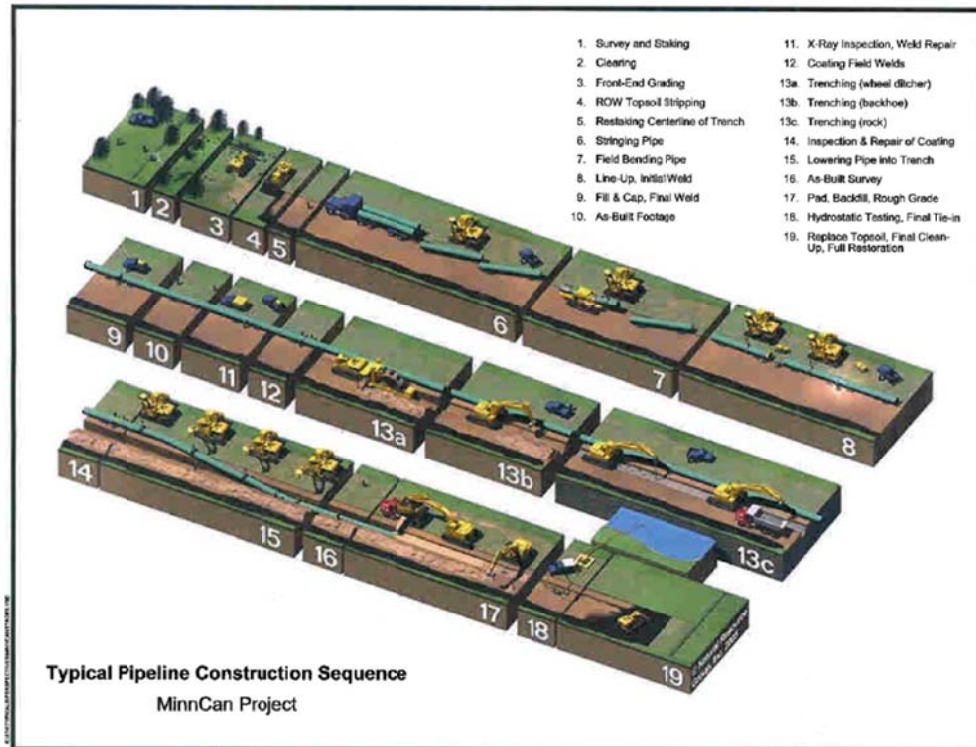 1. Survey and Staking
2. Clearing
3. Front-End Grading
4. ROW Topsoil Stripping
5. Restaking Centerline of Trench
6. Stringing Pipe
7. Field Bending Pipe
8. Line-Up, Initial Weld
9. Fill & Cap, Final Weld
10. As-Built Footage
11. X-Ray Inspection, Weld Repair
12. Coating Field Welds
13a. Trenching (wheel ditcher)
13b. Trenching (backhoe)
13c. Trenching (rock)
14. Inspection & Repair of Coating
15. Lowering Pipe into Trench
16. As-Built Survey
17. Pad, Backfill, Rough Grade
18. Hydrostatic Testing, Final Tie-in
19. Replace Topsoil, Final Clean-
Up, Full Restoration
1
2
3
4
5
6
7
8
9
10
11
12
13a
13b
13c
14
15
16
17
18
19
Typical Pipeline Construction Sequence
MinnCan Project